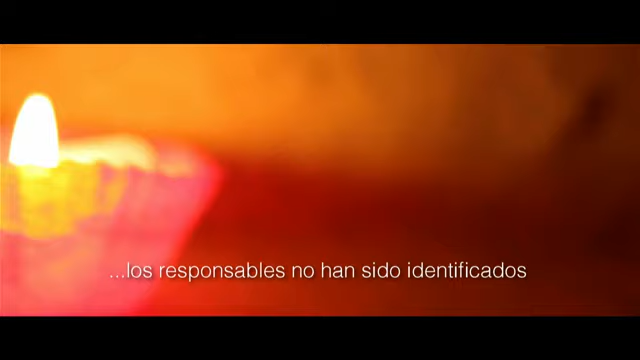 ...los responsables no han sido identificados